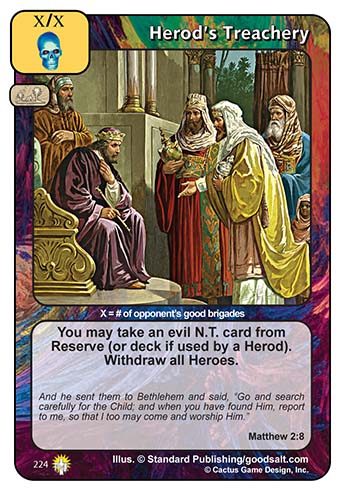 X/X
Herod's Treachery
X = # of opponent's good brigades
You may take an evil N.T. card from
Reserve (or deck if used by a Herod).
Withdraw all Heroes.
And he sent them to Bethlehem and said, "Go and search
carefully for the Child; and when you have found Him, report
to me, so that I too may come and worship Him."
Matthew 2:8
224
Illus. © Standard Publishing/goodsalt.com
© Cactus Game Design, Inc.